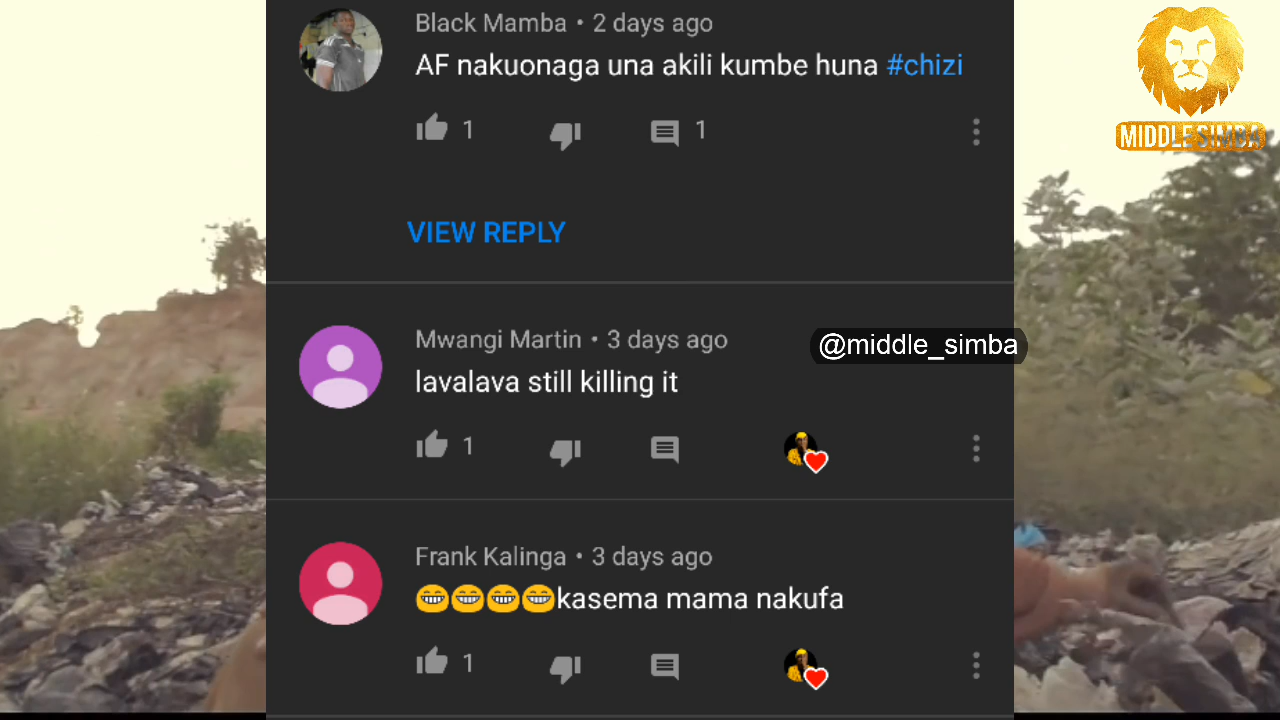 Black Mamba • 2 days ago
AF nakuonaga una akili kumbe huna #chizi
1
1
VIEW REPLY
MIDDLE SIMBA
Mwangi Martin • 3 days ago
@middle_simba
lavalava still killing it
1
Frank Kalinga • 3 days ago
😁😁😁😁kasema mama nakufa
1